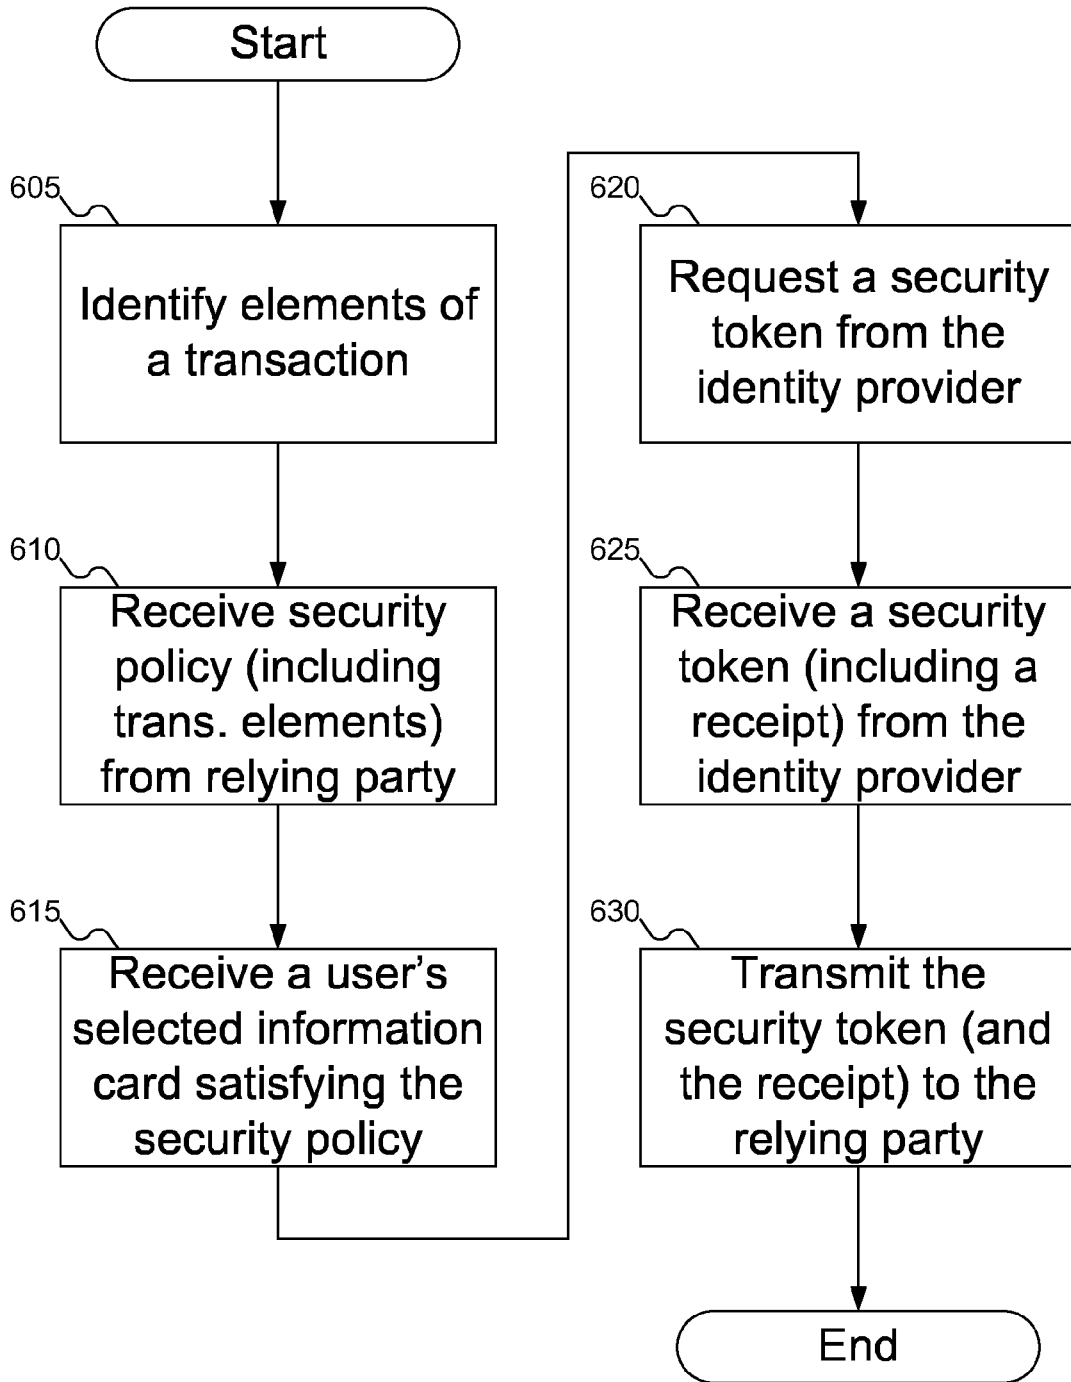 Start
605
Identify elements of
a transaction
610
Receive security
policy (including
trans. elements)
from relying party
615
Receive a user’s
selected information
card satisfying the
security policy
620
Request a security
token from the
identity provider
625
Receive a security
token (including a
receipt) from the
identity provider
630
Transmit the
security token (and
the receipt) to the
relying party
End